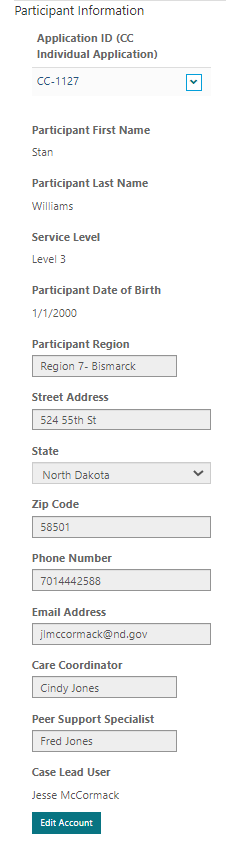 Participant Information
Application ID (CC
Individual Application)
CC-1127
Participant First Name
Stan
Participant Last Name
Williams
Service Level
Level 3
Participant Date of Birth
1/1/2000
Participant Region
Region 7- Bismarck
Street Address
524 55th St
State
North Dakota
Zip Code
58501
Phone Number
7014442588
Email Address
jlmccormack@nd.gov
Care Coordinator
Cindy Jones
Peer Support Specialist
Fred Jones
Case Lead User
Jesse McCormack
Edit Account